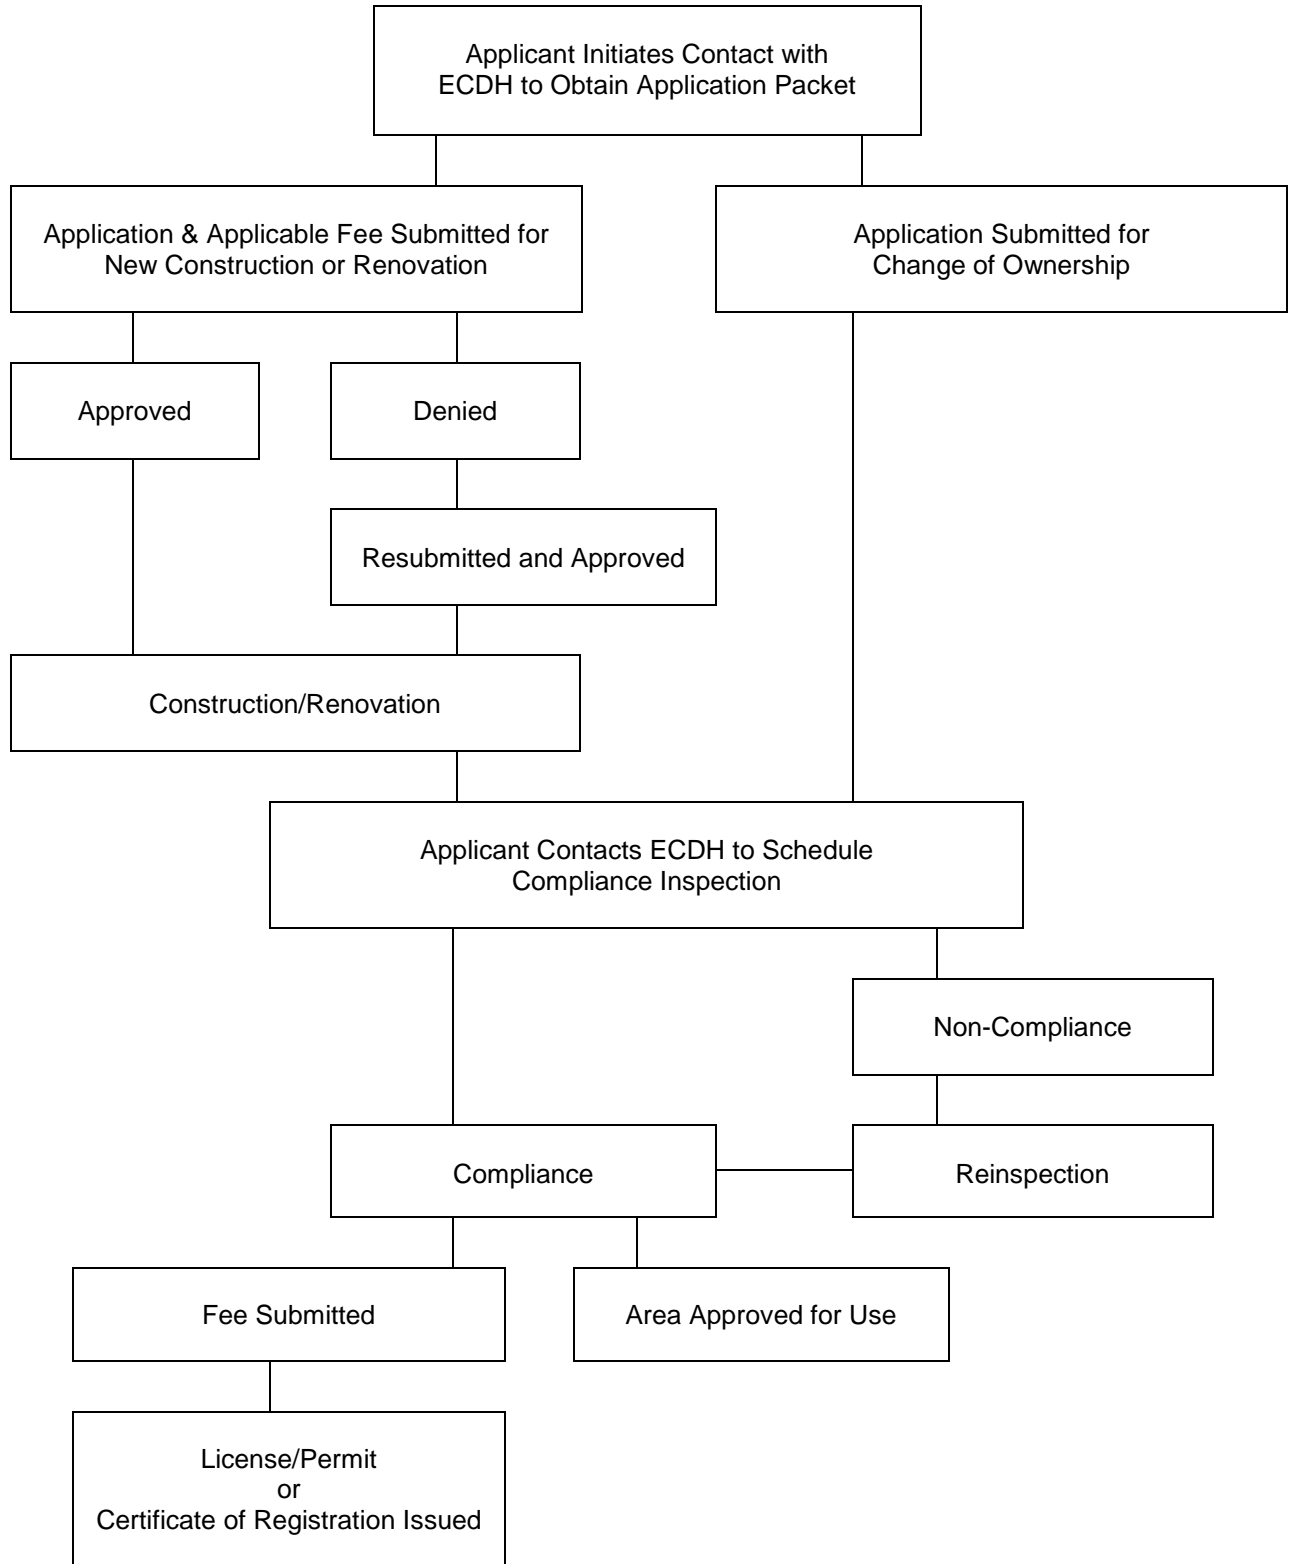 Applicant Initiates Contact with
ECDH to Obtain Application Packet
Application & Applicable Fee Submitted for
New Construction or Renovation
Application Submitted for
Change of Ownership
Approved
Denied
Resubmitted and Approved
Construction/Renovation
Applicant Contacts ECDH to Schedule
Compliance Inspection
Non-Compliance
Compliance
Reinspection
Fee Submitted
Area Approved for Use
License/Permit
or
Certificate of Registration Issued